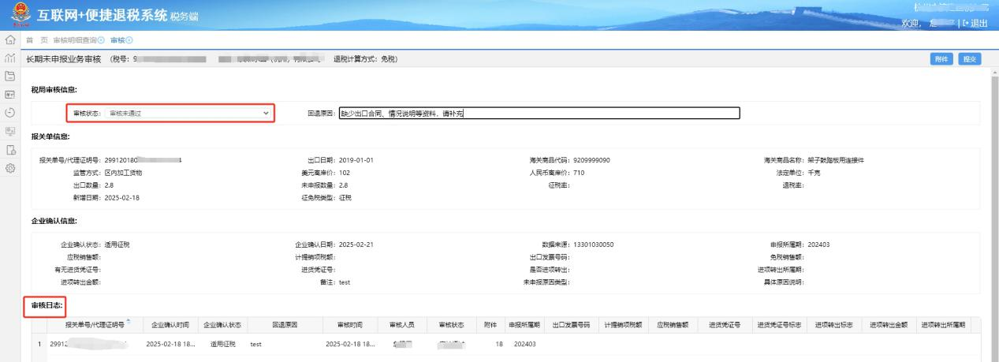 互联网+便捷退税系统 税务端
欢迎， | 退出
首 页 审核明细查询 审核
长期未申报业务审核 （税号：9 退税计算方式：免税） 附件 提交
税局审核信息:
审核状态: 审核未通过 回退原因: 缺少出口合同、情况说明等资料，请补充
报关单信息:
报关单号/代理证明号: 299120180 出口日期: 2019-01-01 海关商品代码: 9209999090 海关商品名称: 架子鼓踏板用连接件
监管方式: 区内加工货物 美元离岸价: 102 人民币离岸价: 710 法定单位: 千克
出口数量: 2.8 未申报数量: 2.8 征税率: 退税率:
新增日期: 2025-02-18 征免税类型: 征税
企业确认信息:
企业确认状态: 适用征税 企业确认日期: 2025-02-21 数据来源: 13301030050 申报所属期: 202403
应税销售额: 计提销项税额: 出口发票号码: 免税销售额:
有无进货凭证号: 进货凭证号: 是否进项转出: 进项转出所属期:
进项转出金额: 备注: test 未申报原因类型: 具体原因说明:
审核日志:
报关单号/代理证明号 企业确认时间 企业确认状态 回退原因 审核时间 审核人员 审核状态 附件 申报所属期 出口发票号码 计提销项税额 应税销售额 进货凭证号 进货凭证号标志 进项转出标志 进项转出金额 进项转出所属期
1 29912 2025-02-18 18... 适用征税 test 2025-02-18 18... 18 202403